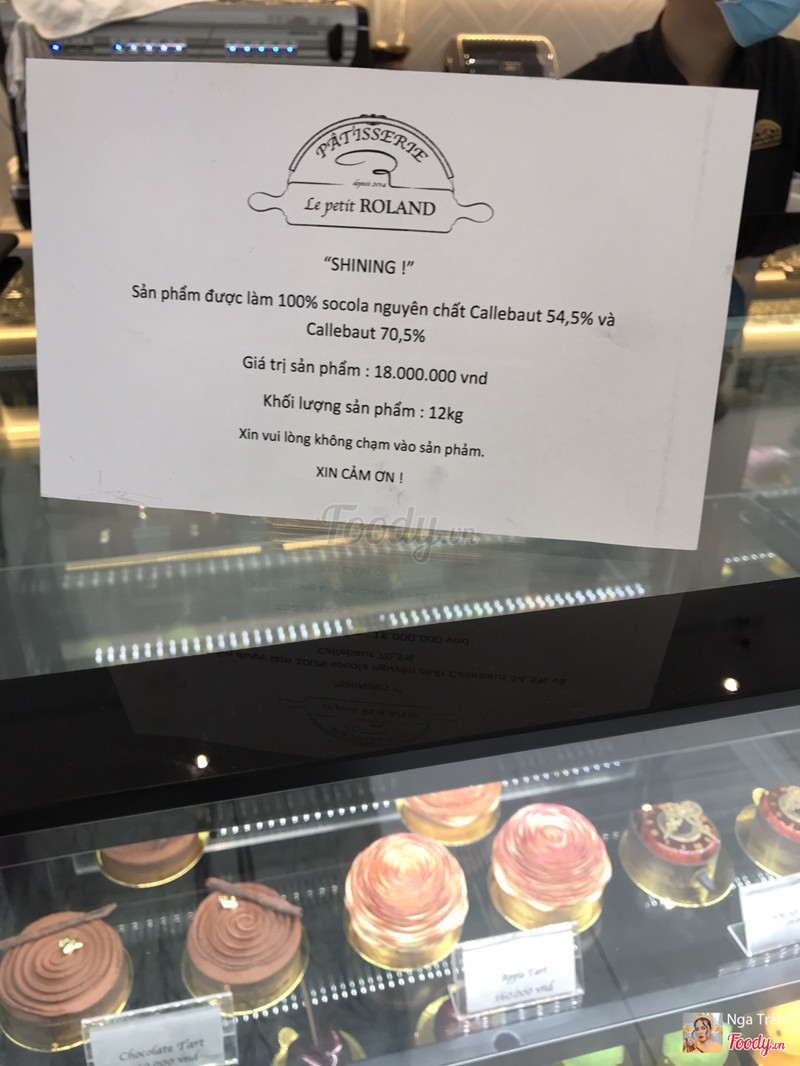 PÂTISSERIE
depuis 2014
Le petit ROLAND
“SHINING !”
Sản phẩm được làm 100% socola nguyên chất Callebaut 54,5% và
Callebaut 70,5%
Giá trị sản phẩm : 18.000.000 vnd
Khối lượng sản phẩm : 12kg
Xin vui lòng không chạm vào sản phảm.
XIN CẢM ƠN !
Foody.vn
Apple Tart
160.000 vnd
Chocolate Tart
Nga Trần
Foody.vn